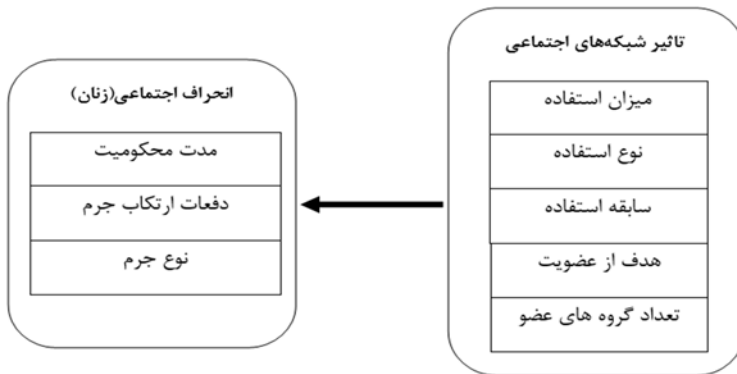 تاثیر شبکه‌های اجتماعی
میزان استفاده
نوع استفاده
سابقه استفاده
هدف از عضویت
تعداد گروه های عضو
انحراف اجتماعی(زنان)
مدت محکومیت
دفعات ارتکاب جرم
نوع جرم